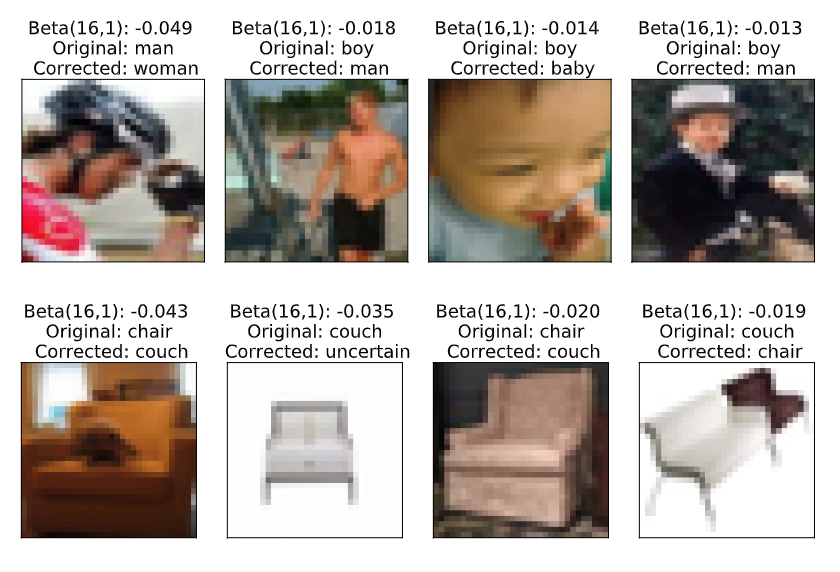 Beta(16,1): -0.049
Original: man
Corrected: woman
Beta(16,1): -0.018
Original: boy
Corrected: man
Beta(16,1): -0.014
Original: boy
Corrected: baby
Beta(16,1): -0.013
Original: boy
Corrected: man
Beta(16,1): -0.043
Original: chair
Corrected: couch
Beta(16,1): -0.035
Original: couch
Corrected: uncertain
Beta(16,1): -0.020
Original: chair
Corrected: couch
Beta(16,1): -0.019
Original: couch
Corrected: chair